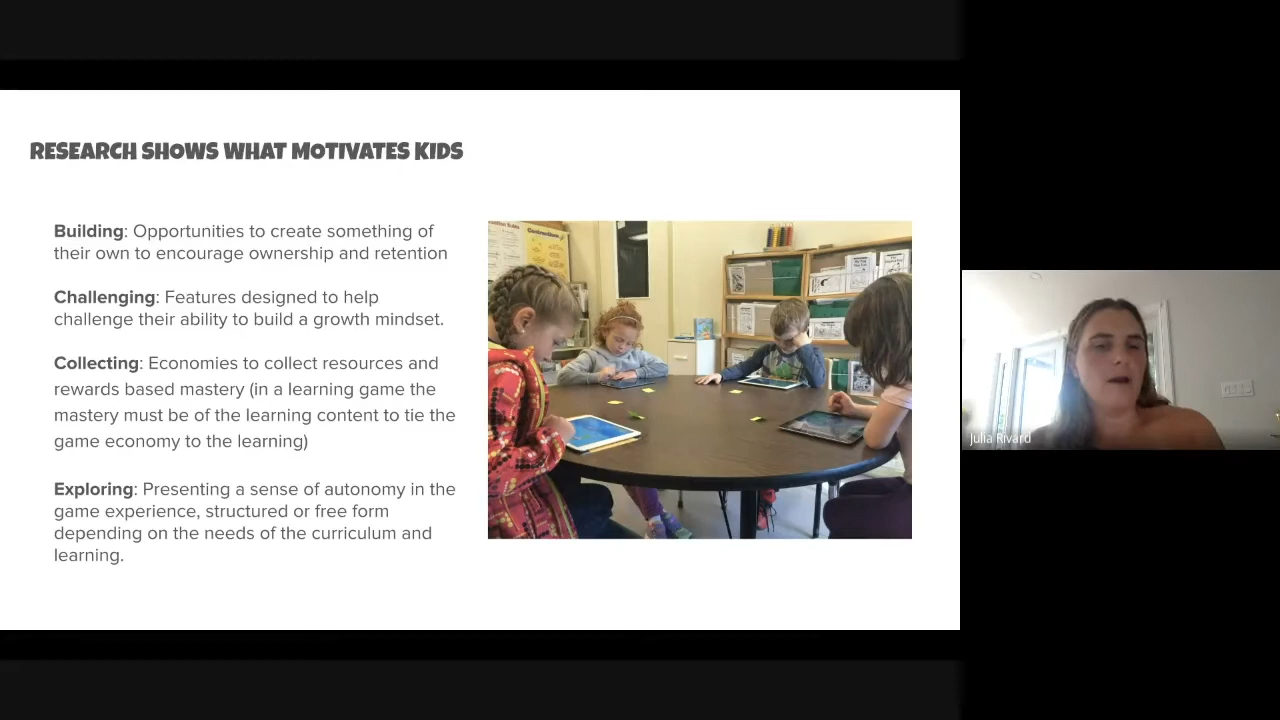 RESEARCH SHOWS WHAT MOTIVATES KIDS
Building: Opportunities to create something of
their own to encourage ownership and retention
Challenging: Features designed to help
challenge their ability to build a growth mindset.
Collecting: Economies to collect resources and
rewards based mastery (in a learning game the
mastery must be of the learning content to tie the
game economy to the learning)
Exploring: Presenting a sense of autonomy in the
game experience, structured or free form
depending on the needs of the curriculum and
learning.
Julia Rivard